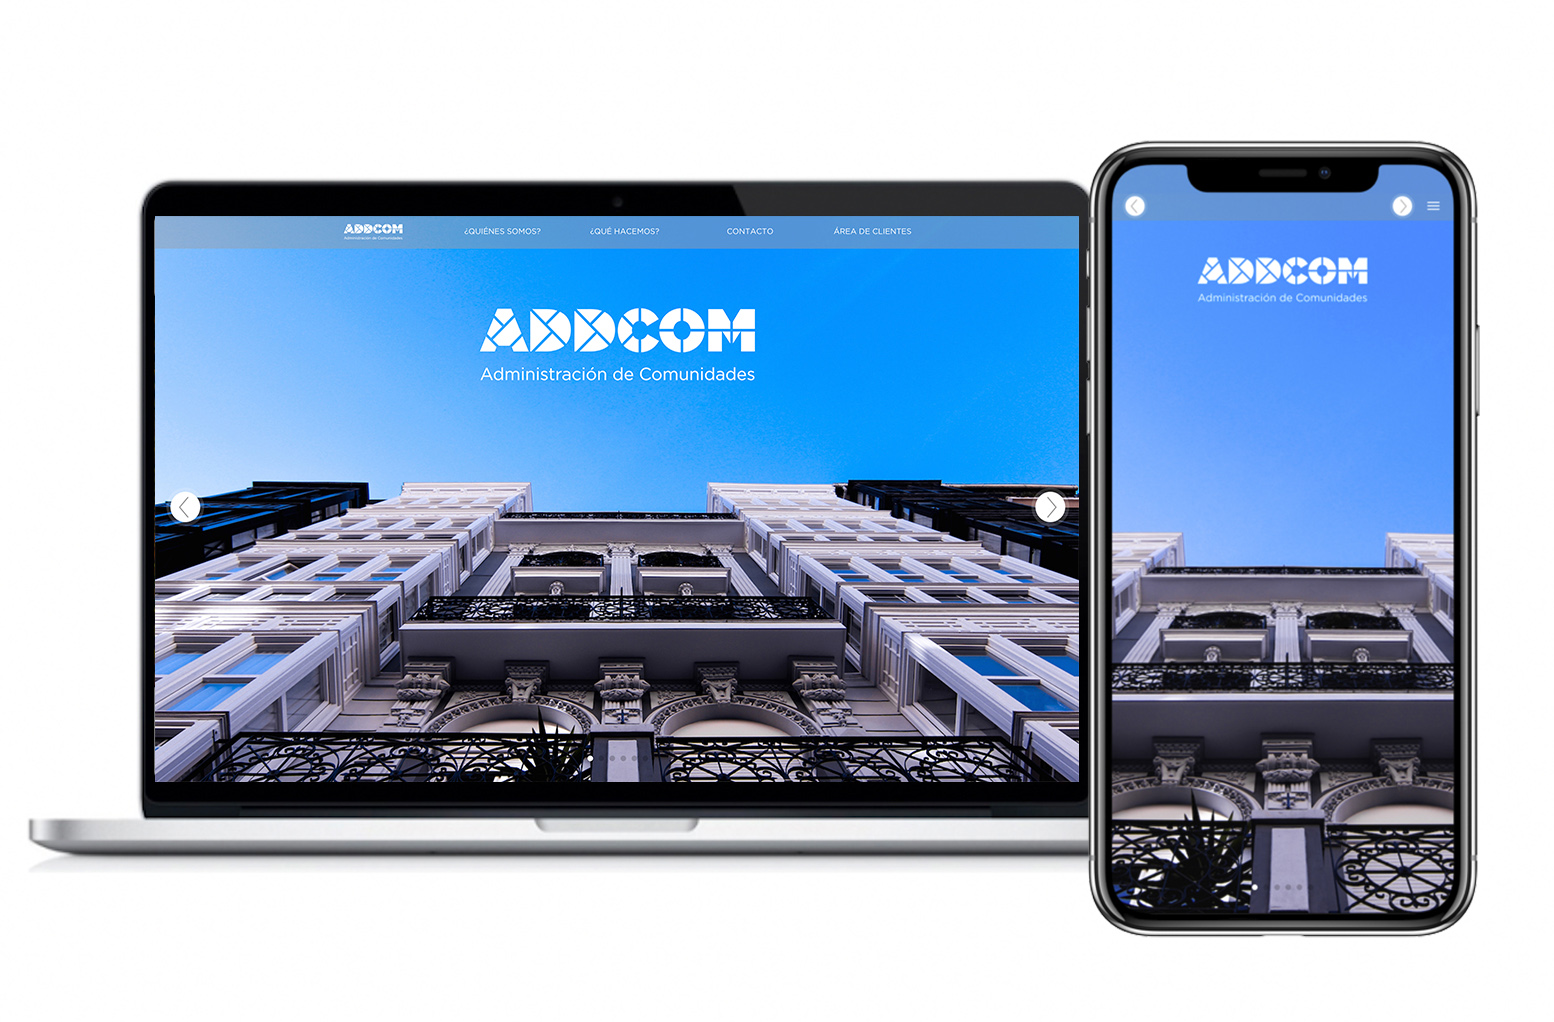 ADDCOM
Administración de Comunidades
¿QUIÉNES SOMOS?
¿QUÉ HACEMOS?
CONTACTO
ÁREA DE CLIENTES
ADDCOM
Administración de Comunidades
ADDCOM
Administración de Comunidades